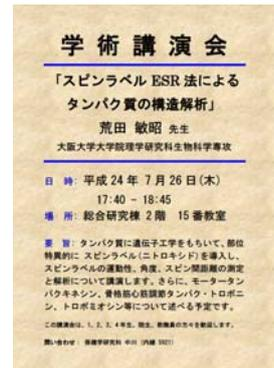 学術講演会
「スピンラベル ESR 法による
タンパク質の構造解析」
荒田 敏昭 先生
大阪大学大学院理学研究科生物科学専攻
日 時: 平成24年 7月26日(木)
17:40 - 18:45
場 所: 総合研究棟2階 15番教室
要 旨: タンパク質に遺伝子工学をもちいて、部位
特異的に スピンラベル(ニトロキシド)を導入し、
スピンラベルの運動性、角度、スピン間距離の測定
と解析について講演します。さらに、モータータン
パクキネシン、骨格筋心筋調節タンパク・トロポニ
ン、トロポミオシン等について述べる予定です。
この講演会は、1、2、3、4年生、院生、教職員の方々を歓迎します。
問い合わせ: 保健学研究科 中川 (内線 5921)